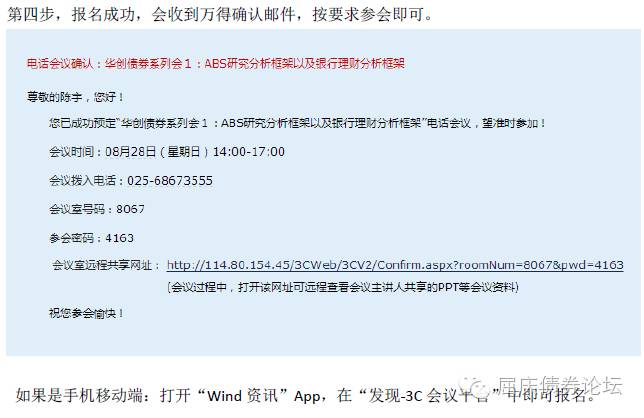 第四步，报名成功，会收到万得确认邮件，按要求参会即可。
电话会议确认：华创债券系列会１：ABS研究分析框架以及银行理财分析框架
尊敬的陈宇，您好！
您已成功预定“华创债券系列会１：ABS研究分析框架以及银行理财分析框架”电话会议，望准时参加！
会议时间：08月28日（星期日）14:00-17:00
会议拨入电话：025-68673555
会议室号码：8067
参会密码：4163
会议室远程共享网址： http://114.80.154.45/3CWeb/3CV2/Confirm.aspx?roomNum=8067&pwd=4163
(会议过程中，打开该网址可远程查看会议主讲人共享的PPT等会议资料)
祝您参会愉快！
如果是手机移动端：打开“Wind 资讯”App，在“发现-3C 会议平台”中即可报名。
屈庆债券论坛